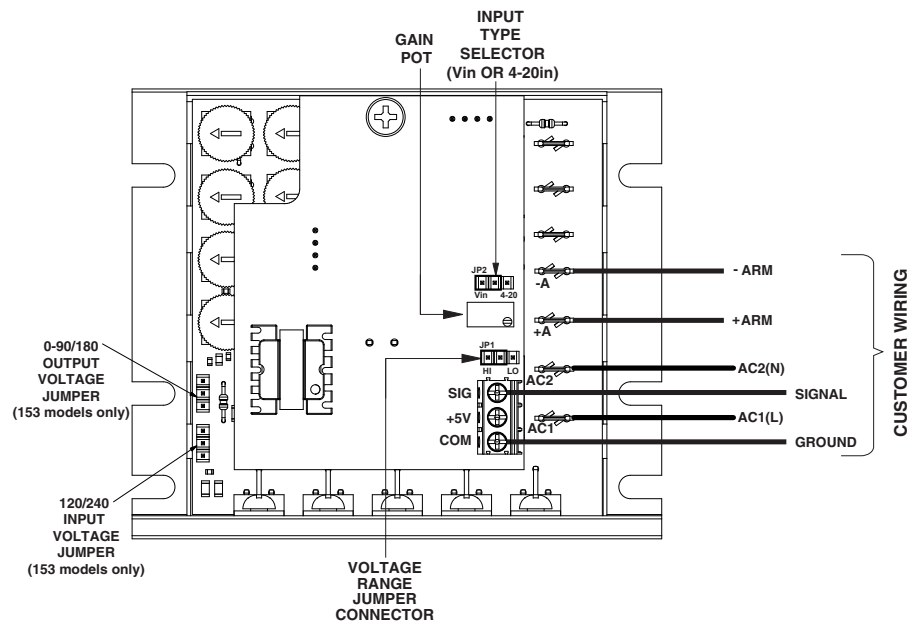 INPUT
TYPE
SELECTOR
(Vin OR 4-20in)
GAIN
POT
JP2
Vin 4-20
-A
- ARM
+A
+ARM
JP1
HI LO
AC2
AC2(N)
SIG
SIGNAL
+5V
AC1
AC1(L)
COM
GROUND
CUSTOMER WIRING
0-90/180
OUTPUT
VOLTAGE
JUMPER
(153 models only)
120/240
INPUT
VOLTAGE
JUMPER
(153 models only)
VOLTAGE
RANGE
JUMPER
CONNECTOR